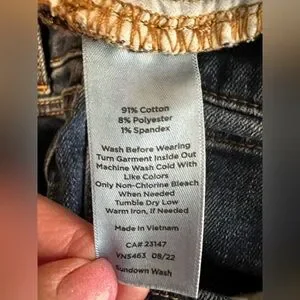 91% Cotton
8% Polyester
1% Spandex
Wash Before Wearing
Turn Garment Inside Out
Machine Wash Cold With
Like Colors
Only Non-Chlorine Bleach
When Needed
Tumble Dry Low
Warm Iron, If Needed
Made in Vietnam
CA# 23147
VN5463 08/22
Sundown Wash